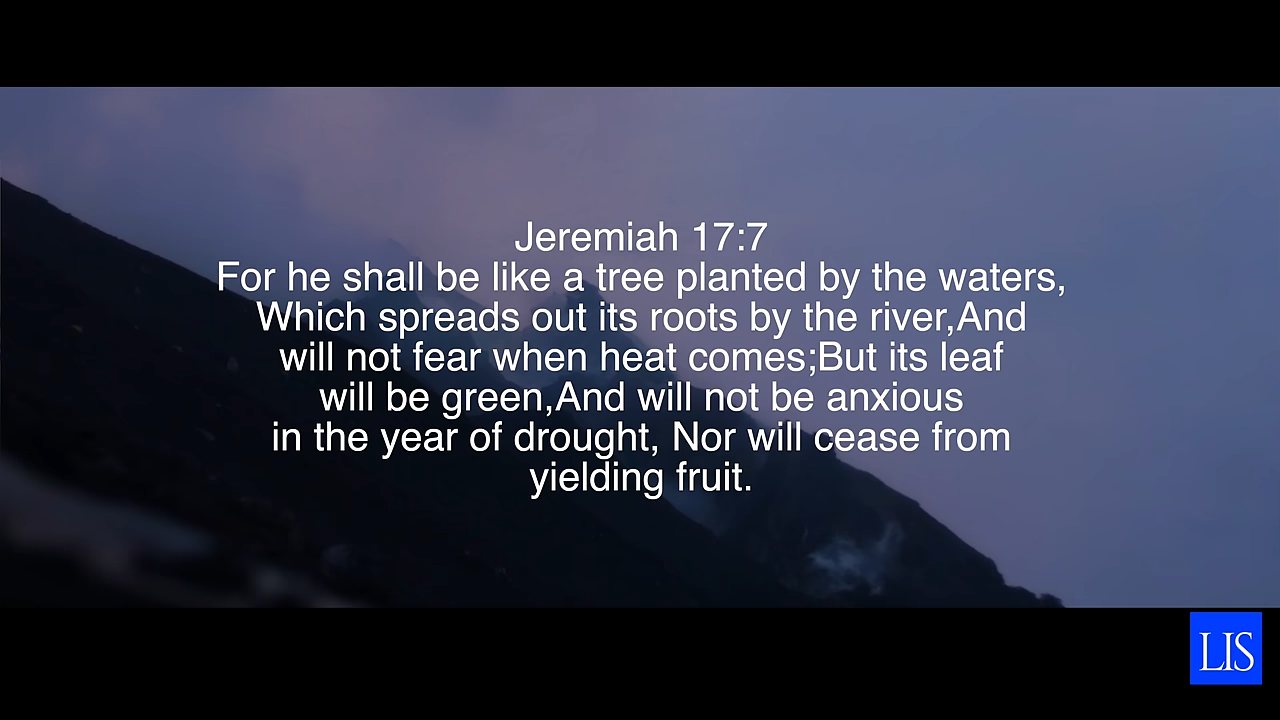 Jeremiah 17:7
For he shall be like a tree planted by the waters,
Which spreads out its roots by the river,And
will not fear when heat comes;But its leaf
will be green,And will not be anxious
in the year of drought, Nor will cease from
yielding fruit.
LIS